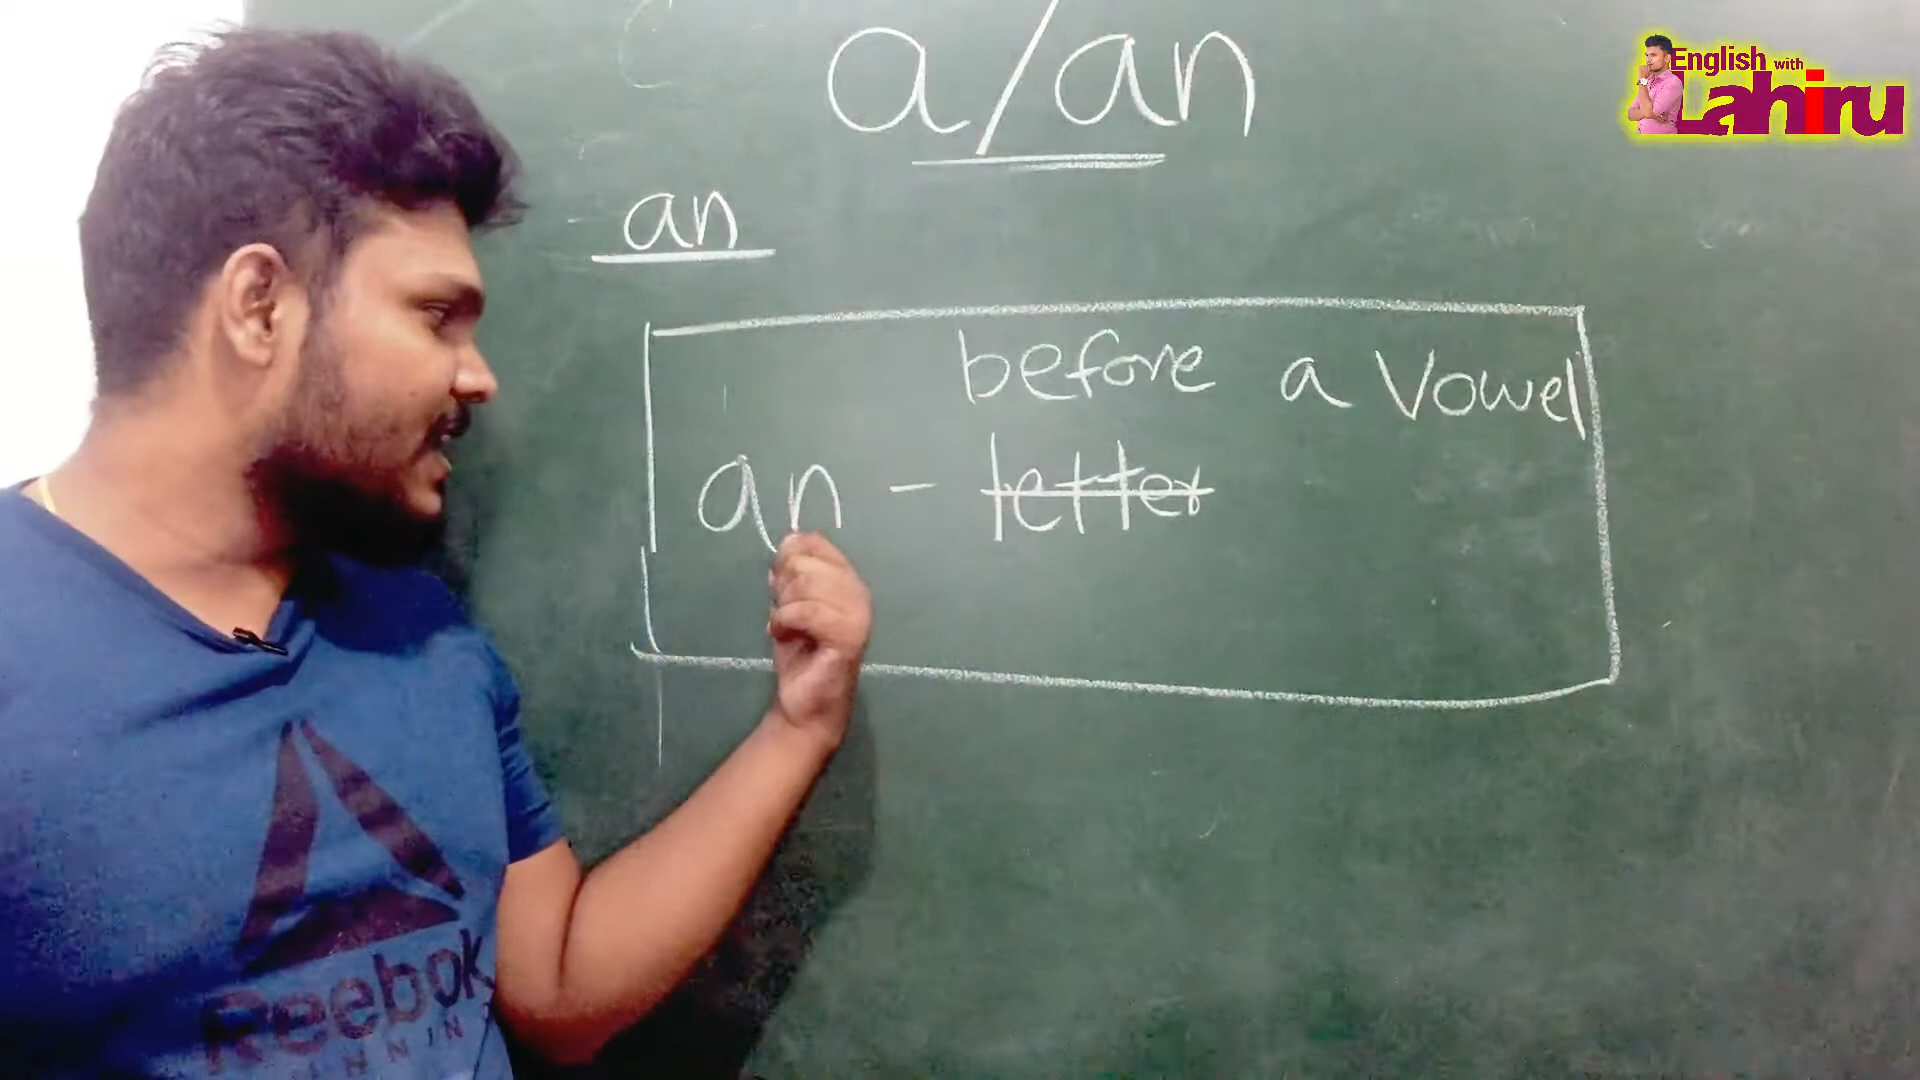 a/an
English with
Lahiru
an
before a vowel
an - letter
Reebok